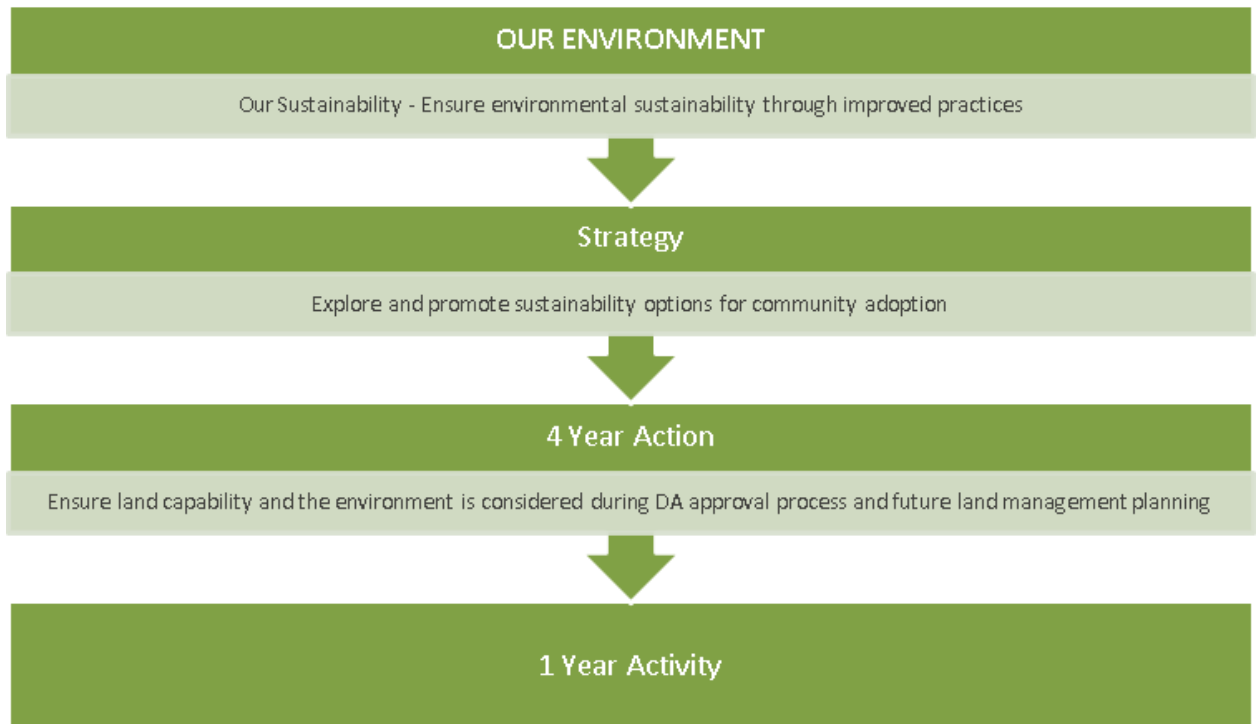 OUR ENVIRONMENT
Our Sustainability - Ensure environmental sustainability through improved practices
Strategy
Explore and promote sustainability options for community adoption
4 Year Action
Ensure land capability and the environment is considered during DA approval process and future land management planning
1 Year Activity